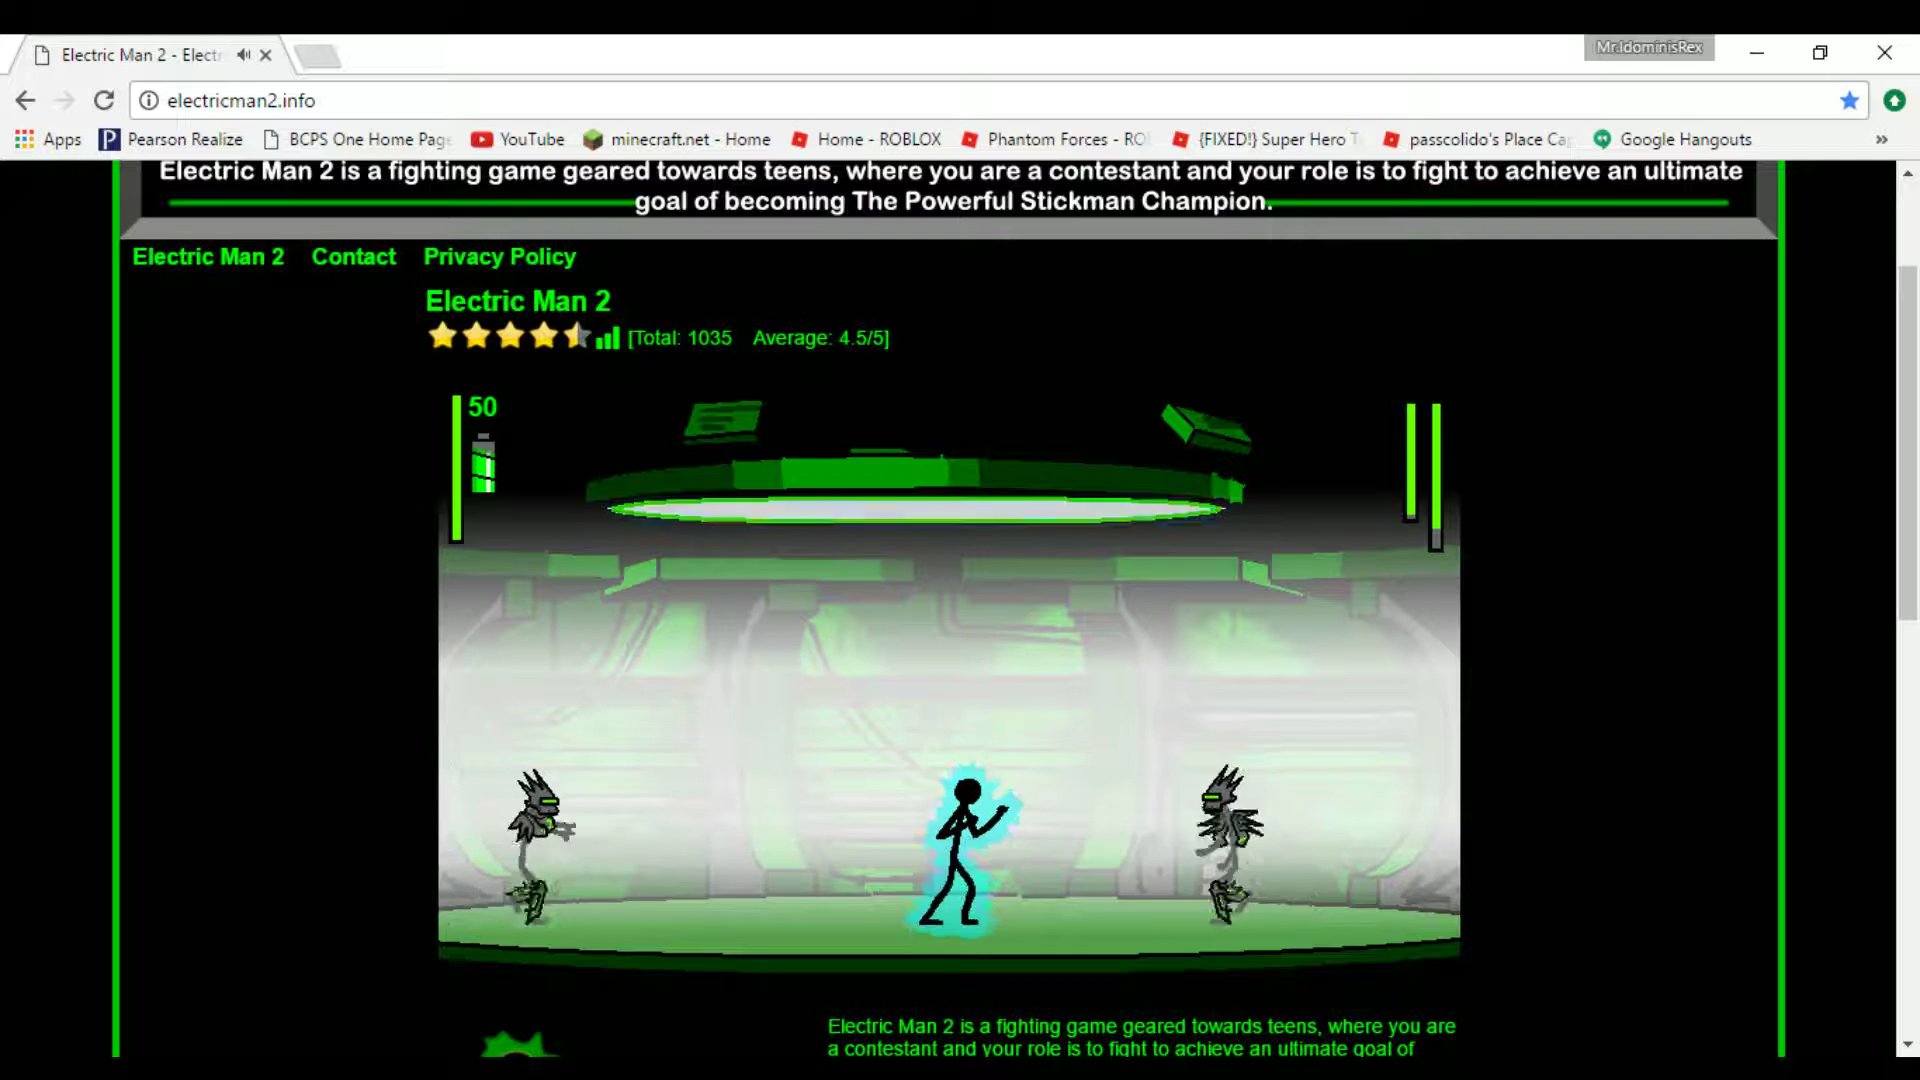 Mr.IdominisRex
Electric Man 2 - Elect
electricman2.info
Apps Pearson Realize BCPS One Home Page YouTube minecraft.net - Home Home - ROBLOX Phantom Forces - RO {FIXED!} Super Hero T passcolido's Place Ca Google Hangouts »
Electric Man 2 is a fighting game geared towards teens, where you are a contestant and your role is to fight to achieve an ultimate
goal of becoming The Powerful Stickman Champion.
Electric Man 2 Contact Privacy Policy
Electric Man 2
[Total: 1035 Average: 4.5/5]
50
Electric Man 2 is a fighting game geared towards teens, where you are
a contestant and your role is to fight to achieve an ultimate goal of